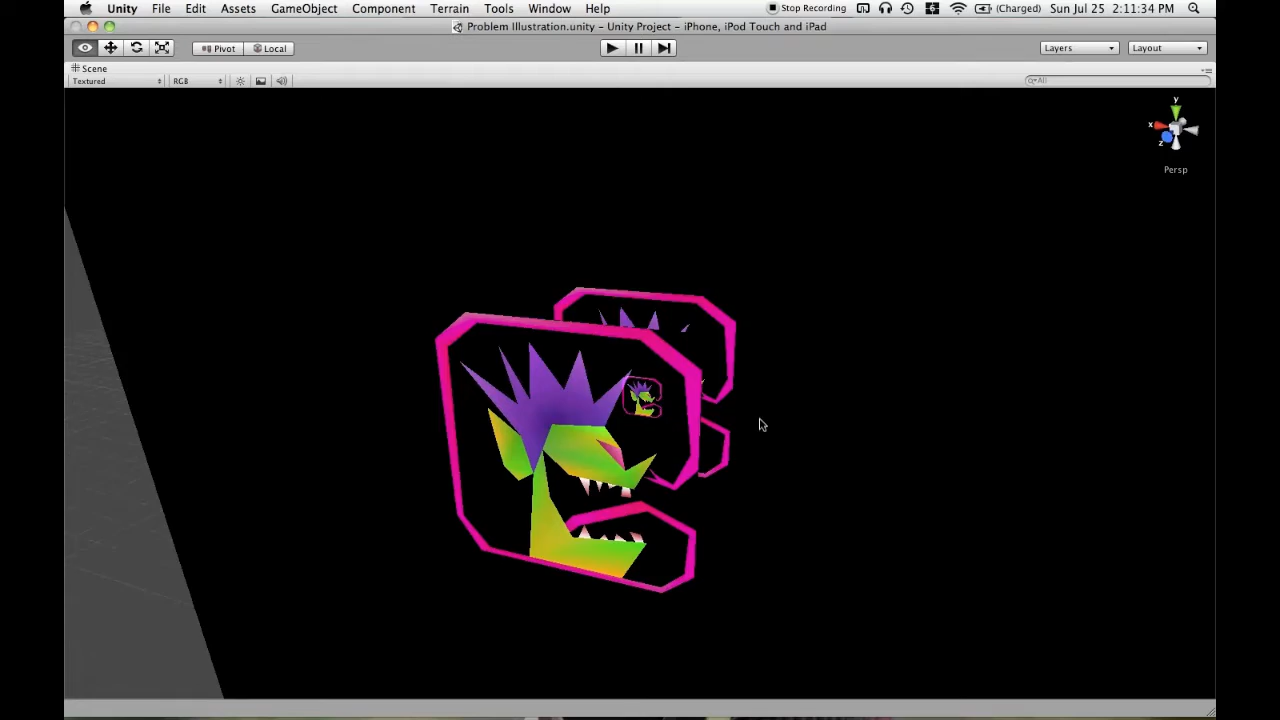 Unity File Edit Assets GameObject Component Terrain Tools Window Help Stop Recording (Charged) Sun Jul 25 2:11:34 PM
Problem Illustration.unity – Unity Project – iPhone, iPod Touch and iPad
Pivot Local Layers Layout
Scene
Textured RGB All
y
x
z
Persp